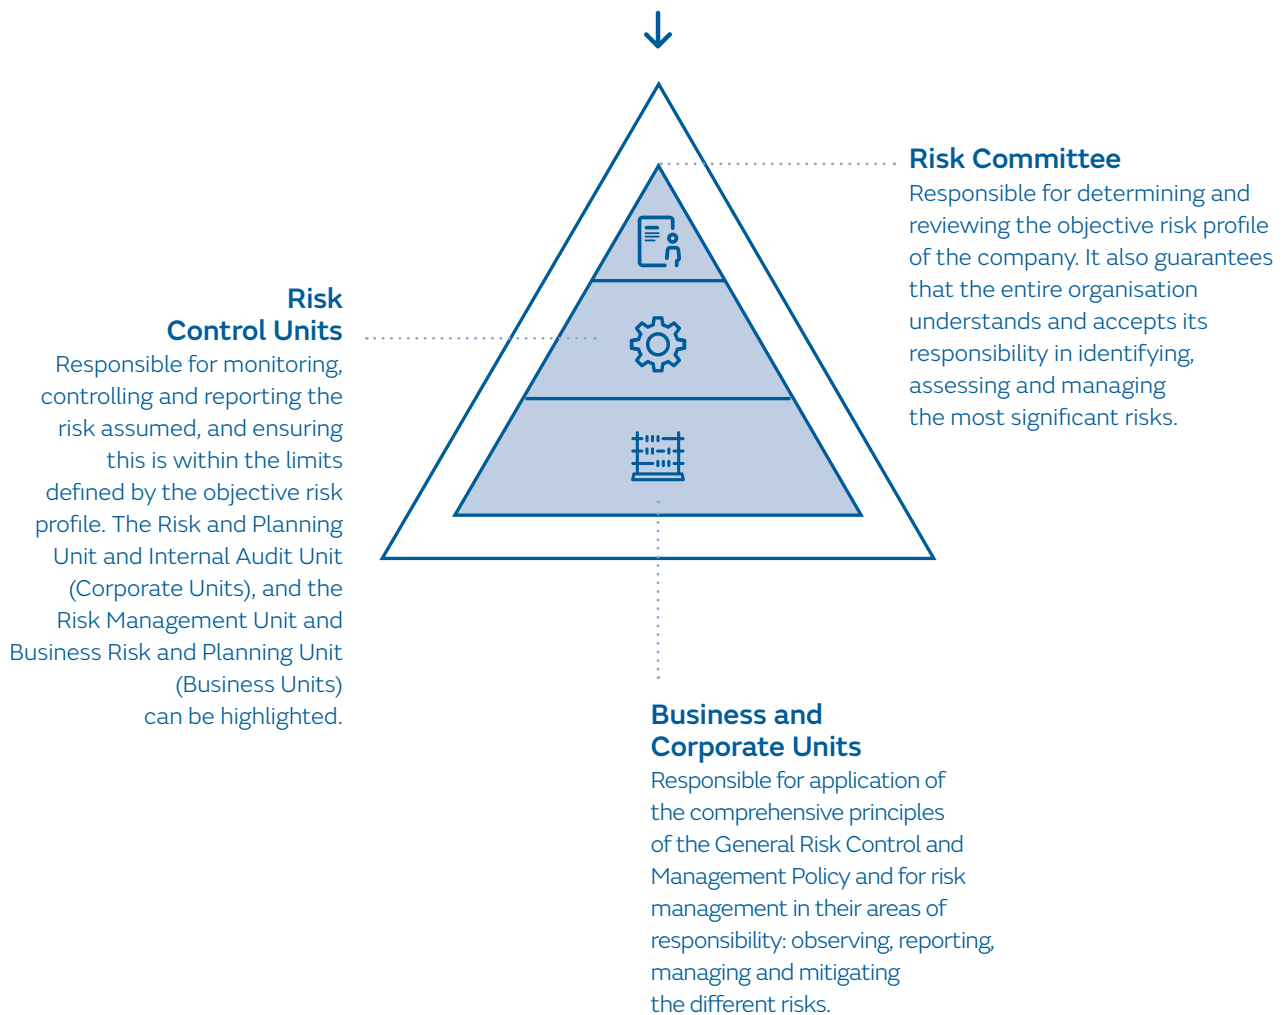 Risk Committee
Responsible for determining and
reviewing the objective risk profile
of the company. It also guarantees
that the entire organisation
understands and accepts its
responsibility in identifying,
assessing and managing
the most significant risks.
Risk
Control Units
Responsible for monitoring,
controlling and reporting the
risk assumed, and ensuring
this is within the limits
defined by the objective risk
profile. The Risk and Planning
Unit and Internal Audit Unit
(Corporate Units), and the
Risk Management Unit and
Business Risk and Planning Unit
(Business Units)
can be highlighted.
Business and
Corporate Units
Responsible for application of
the comprehensive principles
of the General Risk Control and
Management Policy and for risk
management in their areas of
responsibility: observing, reporting,
managing and mitigating
the different risks.